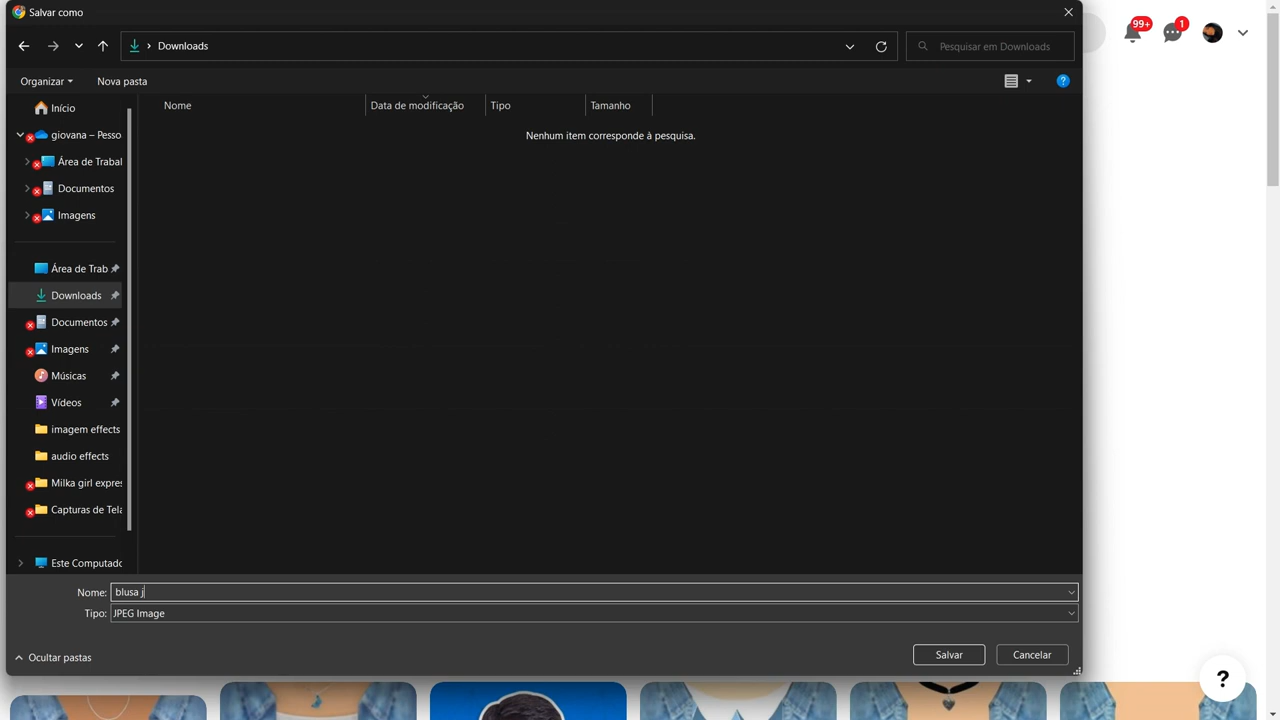 Salvar como
Downloads
Pesquisar em Downloads
99+
1
Organizar
Nova pasta
?
Nome
Data de modificação
Tipo
Tamanho
Nenhum item corresponde à pesquisa.
Início
giovana – Pesso
Área de Trabal
Documentos
Imagens
Área de Trab
Downloads
Documentos
Imagens
Músicas
Vídeos
imagem effects
audio effects
Milka girl expres
Capturas de Tela
Este Computado
Nome: blusa j
Tipo: JPEG Image
Ocultar pastas
Salvar
Cancelar
?